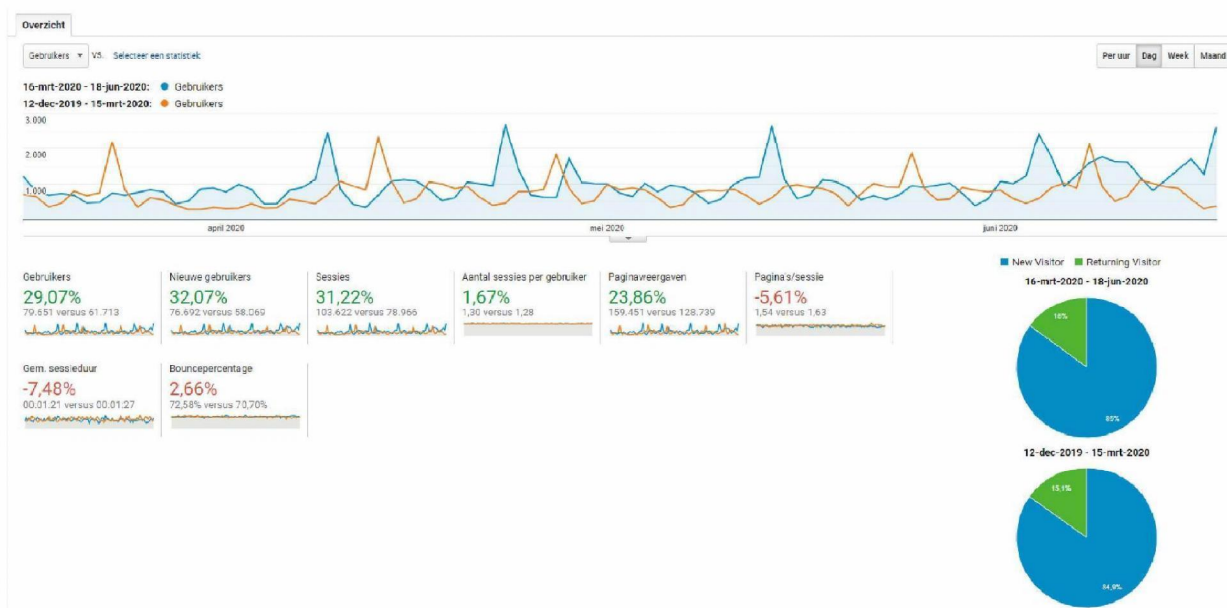 Overzicht
Gebruikers VS. Selecteer een statistiek
Per uur Dag Week Maand
16-mrt-2020 - 18-jun-2020: Gebruikers
12-dec-2019 - 15-mrt-2020: Gebruikers
3.000
2.000
1.000
april 2020 mei 2020 juni 2020
New Visitor Returning Visitor
Gebruikers
29,07%
79.651 versus 61.713
Nieuwe gebruikers
32,07%
76.692 versus 58.069
Sessies
31,22%
103.622 versus 78.966
Aantal sessies per gebruiker
1,67%
1,30 versus 1,28
Paginaweergaven
23,86%
159.451 versus 128.739
Pagina's/sessie
-5,61%
1,54 versus 1,63
Gem. sessieduur
-7,48%
00:01:21 versus 00:01:27
Bouncepercentage
2,66%
72,58% versus 70,70%
16-mrt-2020 - 18-jun-2020
85%
12-dec-2019 - 15-mrt-2020
15,1%
84,9%